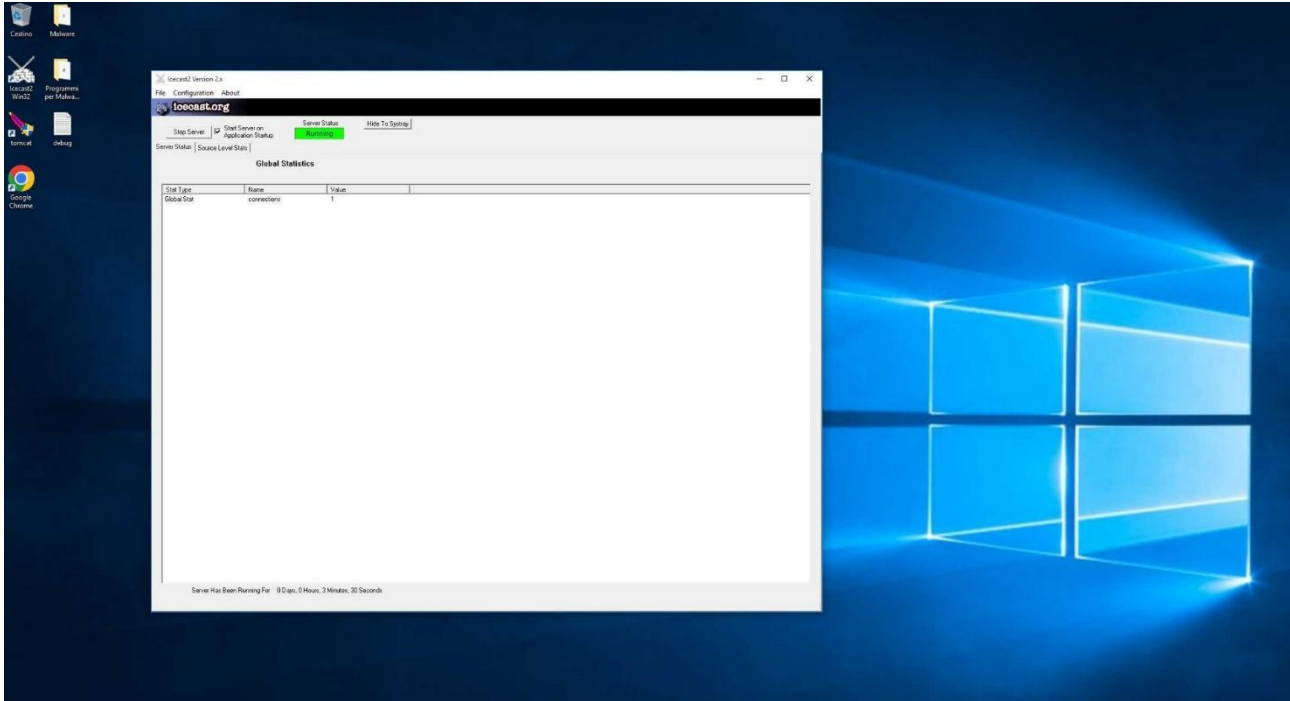 Cestino
Malware
Icecast2 Win32
Programmi per Malwa...
tomcat
debug
Google Chrome
Icecast2 Version 2.x
File Configuration About
icecast.org
Stop Server
Start Server on
Application Startup
Server Status
Running
Hide To Systray
Server Status
Source Level Stats
Global Statistics
Stat Type Name Value
Global Stat connections 1
Server Has Been Running For 0 Days, 0 Hours, 3 Minutes, 30 Seconds